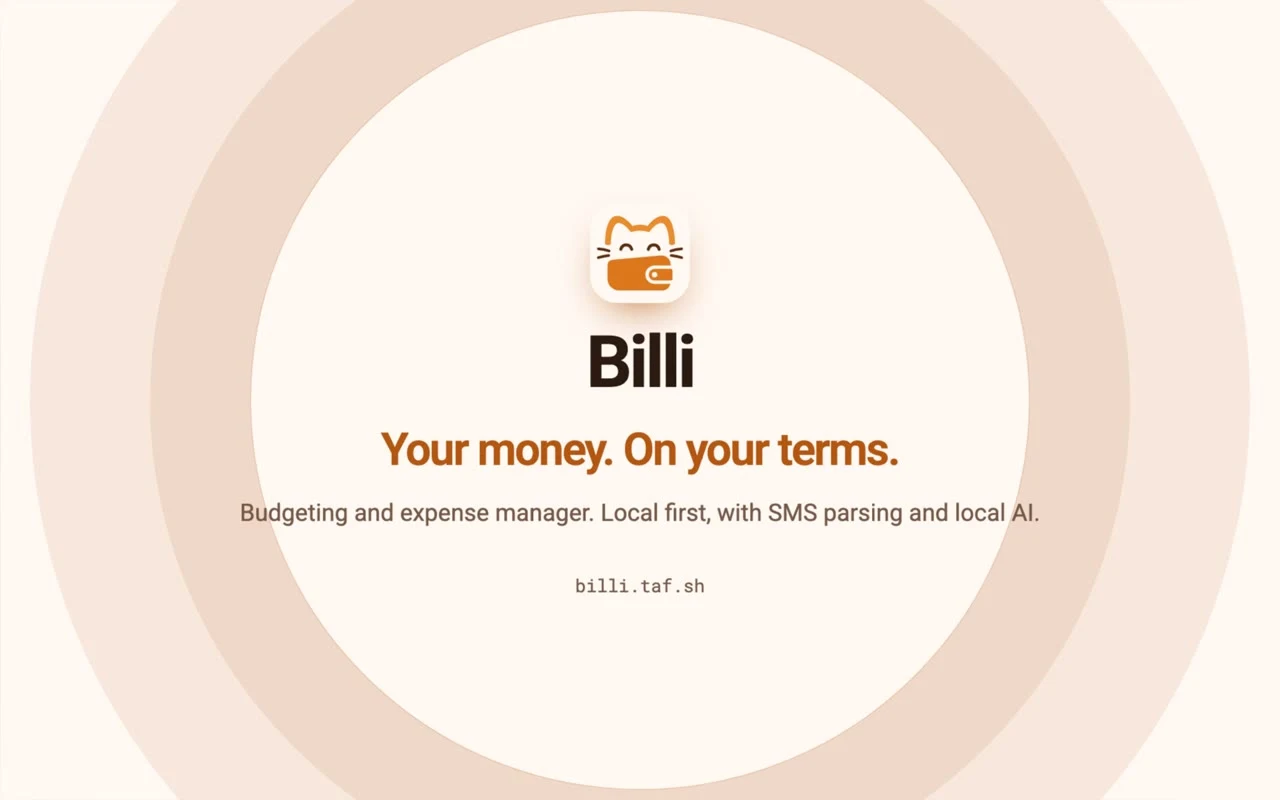 Billi
Your money. On your terms.
Budgeting and expense manager. Local first, with SMS parsing and local AI.
billi.taf.sh